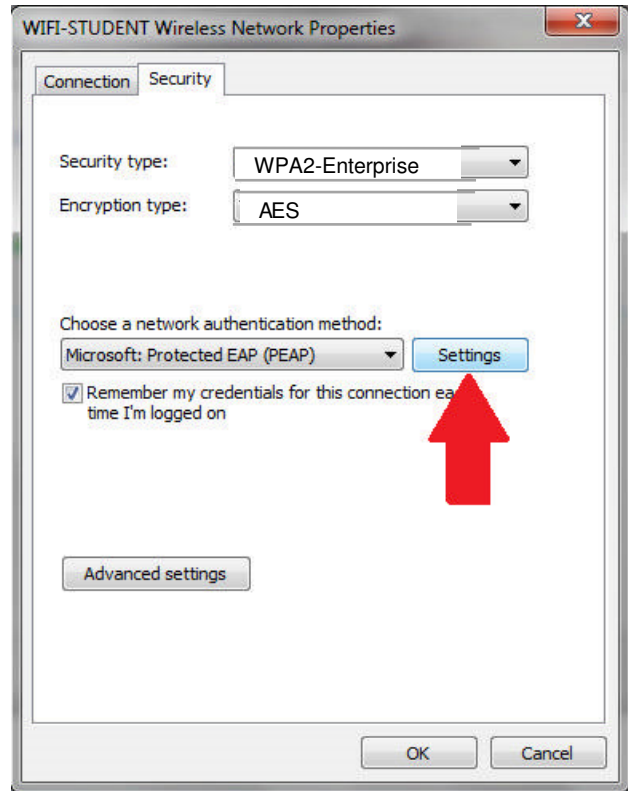 WIFI-STUDENT Wireless Network Properties
Connection Security
Security type: WPA2-Enterprise
Encryption type: AES
Choose a network authentication method:
Microsoft: Protected EAP (PEAP) Settings
Remember my credentials for this connection ea
time I'm logged on
Advanced settings
OK Cancel